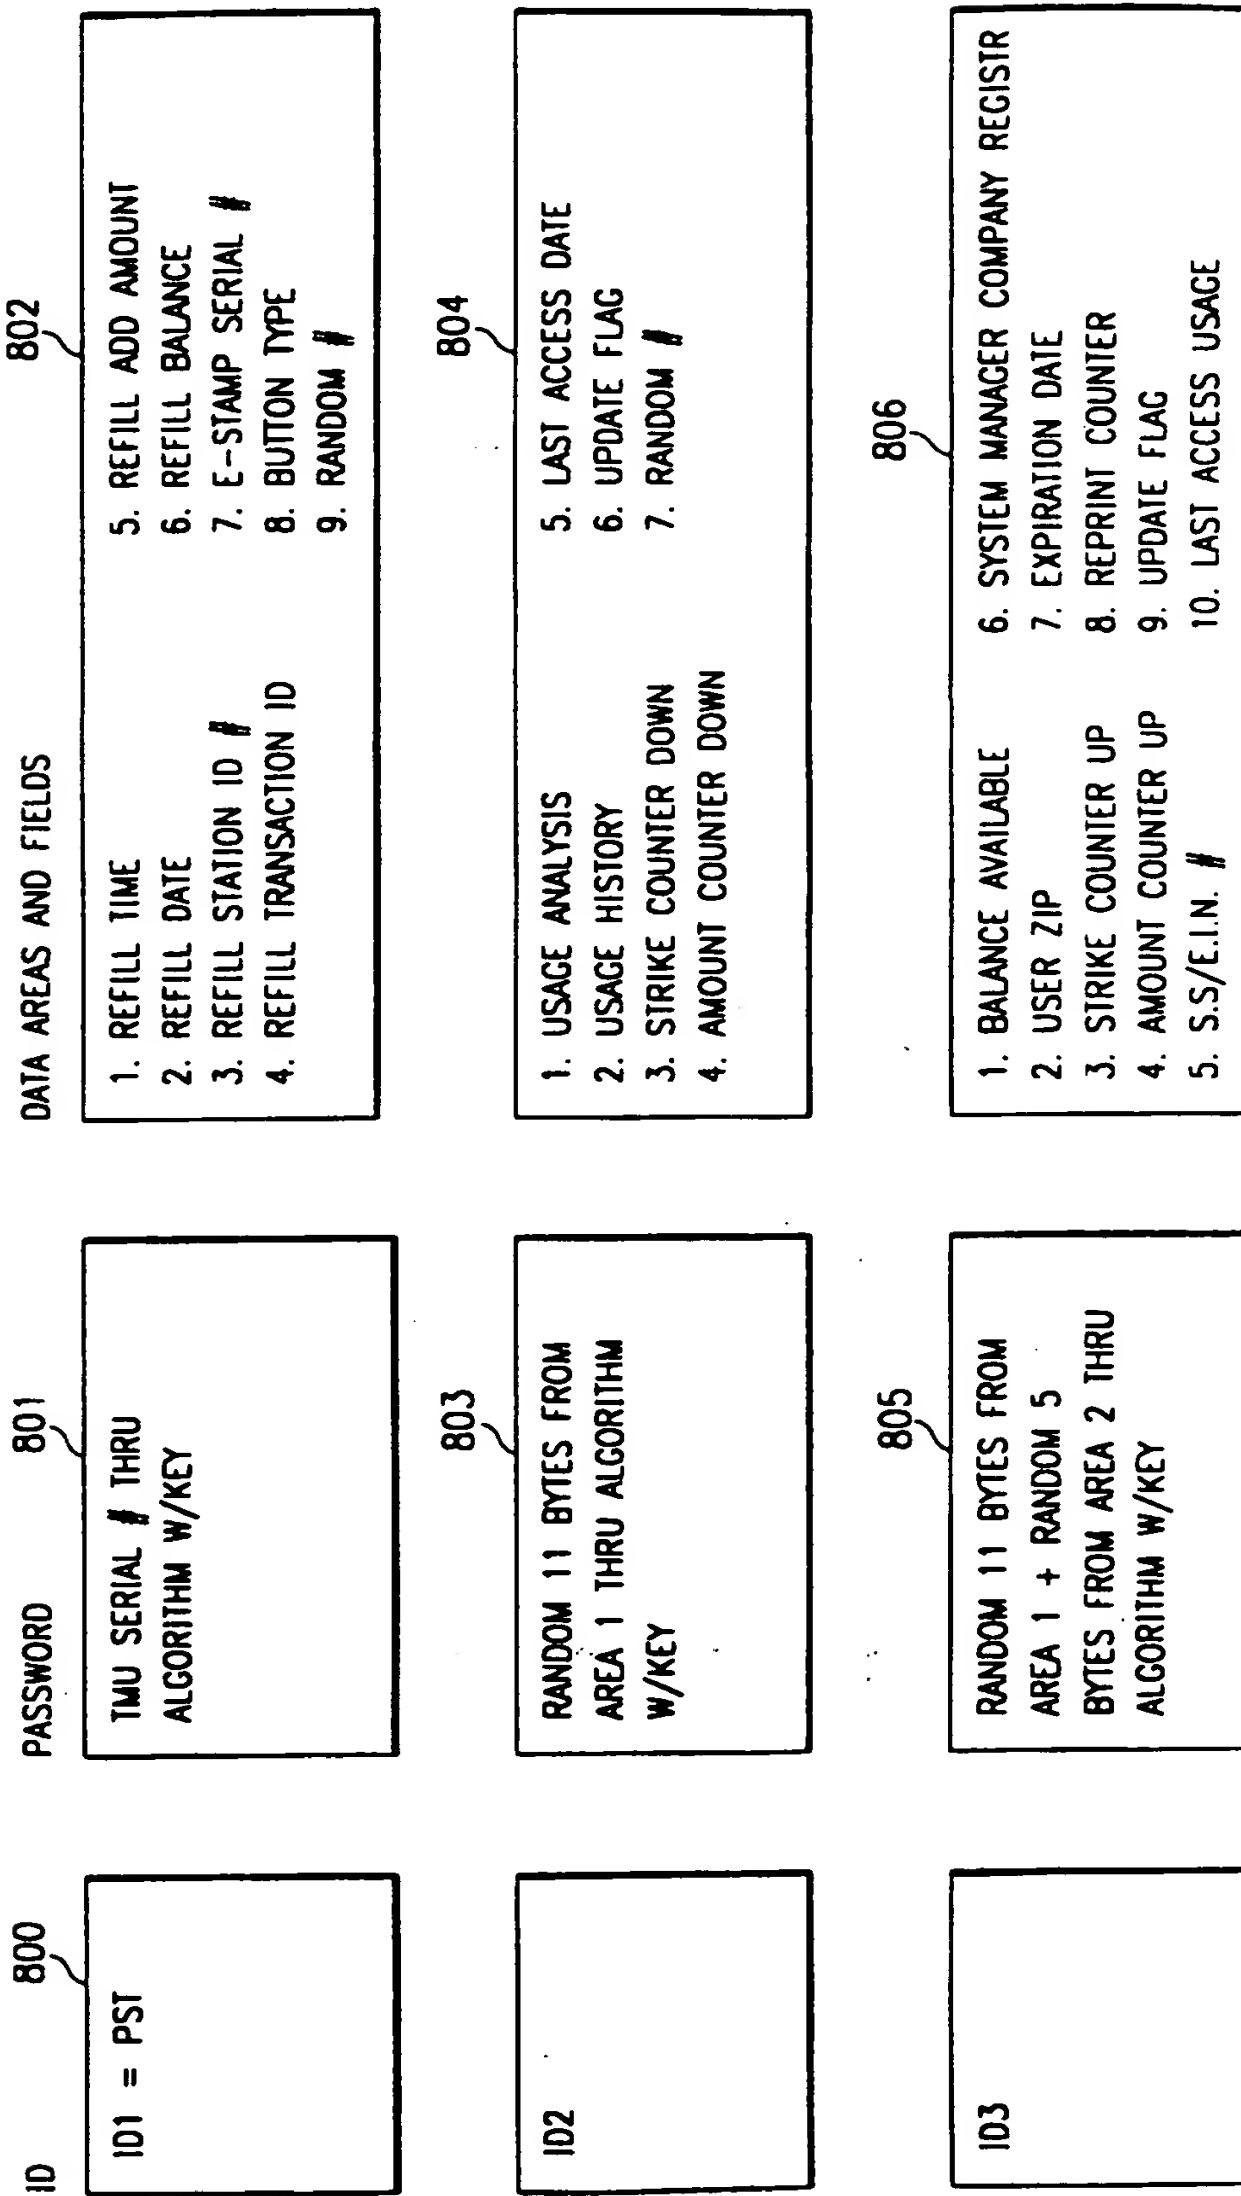 ID
PASSWORD
DATA AREAS AND FIELDS
800
ID1 = PST
801
TMU SERIAL # THRU
ALGORITHM W/KEY
802
1. REFILL TIME
2. REFILL DATE
3. REFILL STATION ID #
4. REFILL TRANSACTION ID
5. REFILL ADD AMOUNT
6. REFILL BALANCE
7. E-STAMP SERIAL #
8. BUTTON TYPE
9. RANDOM #
ID2
803
RANDOM 11 BYTES FROM
AREA 1 THRU ALGORITHM
W/KEY
804
1. USAGE ANALYSIS
2. USAGE HISTORY
3. STRIKE COUNTER DOWN
4. AMOUNT COUNTER DOWN
5. LAST ACCESS DATE
6. UPDATE FLAG
7. RANDOM #
ID3
805
RANDOM 11 BYTES FROM
AREA 1 + RANDOM 5
BYTES FROM AREA 2 THRU
ALGORITHM W/KEY
806
1. BALANCE AVAILABLE
2. USER ZIP
3. STRIKE COUNTER UP
4. AMOUNT COUNTER UP
5. S.S/E.I.N. #
6. SYSTEM MANAGER COMPANY REGISTR
7. EXPIRATION DATE
8. REPRINT COUNTER
9. UPDATE FLAG
10. LAST ACCESS USAGE